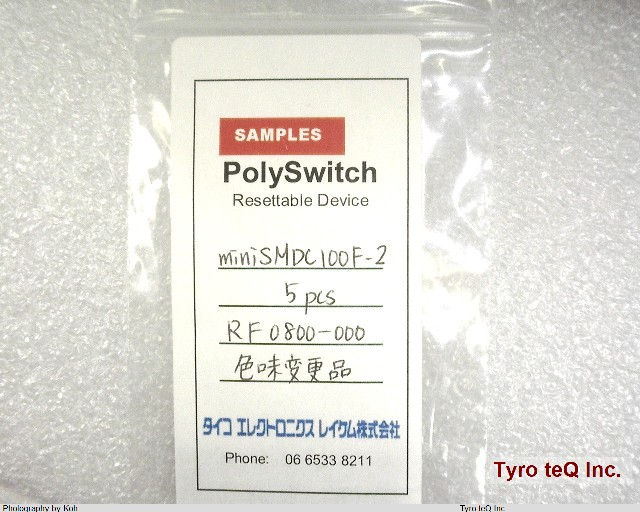 SAMPLES
PolySwitch
Resettable Device
miniSMDC100F-2
5pcs
RF0800-000
色味変更品
タイコ エレクトロニクス レイケム株式会社
Phone: 06 6533 8211
Tyro teQ Inc.
Photography by Koh
Tyro teQ Inc.